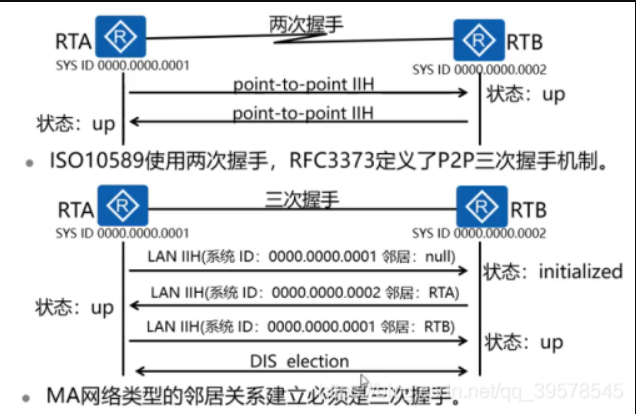 两次握手
RTA R R RTB
SYS ID 0000.0000.0001 SYS ID 0000.0000.0002
point-to-point IIH
状态：up
point-to-point IIH
状态：up
• ISO10589使用两次握手，RFC3373定义了P2P三次握手机制。
三次握手
RTA R R RTB
SYS ID 0000.0000.0001 SYS ID 0000.0000.0002
LAN IIH(系统 ID：0000.0000.0001 邻居：null)
状态：initialized
LAN IIH(系统 ID：0000.0000.0002 邻居：RTA)
状态：up
LAN IIH(系统 ID：0000.0000.0001 邻居：RTB)
状态：up
DIS election
• MA网络类型的邻居关系建立必须是三次握手。
dn.net/qq_39578545